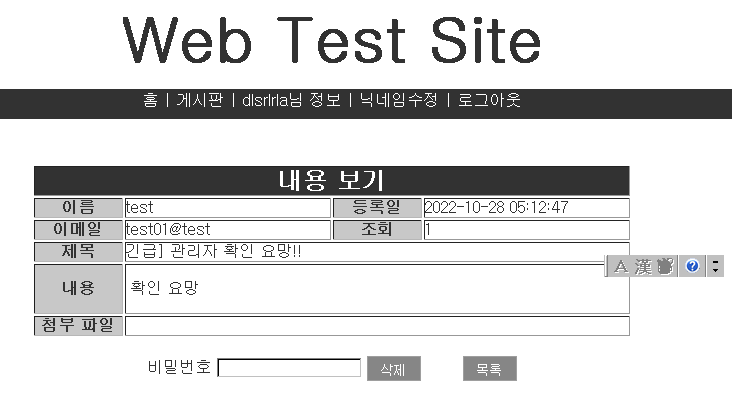 Web Test Site
홈 | 게시판 | dlsrlrla님 정보 | 닉네임수정 | 로그아웃
내용 보기
이름 test 등록일 2022-10-28 05:12:47
이메일 test01@test 조회 1
제목 긴급] 관리자 확인 요망!!
A 漢
내용 확인 요망
첨부 파일
비밀번호 삭제 목록